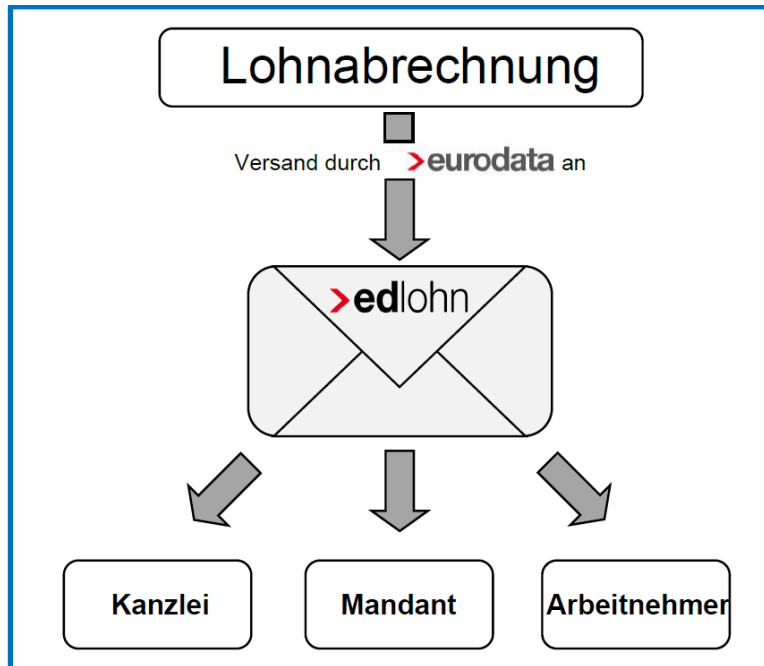 Lohnabrechnung
Versand durch >eurodata an
>edlohn
Kanzlei
Mandant
Arbeitnehmer